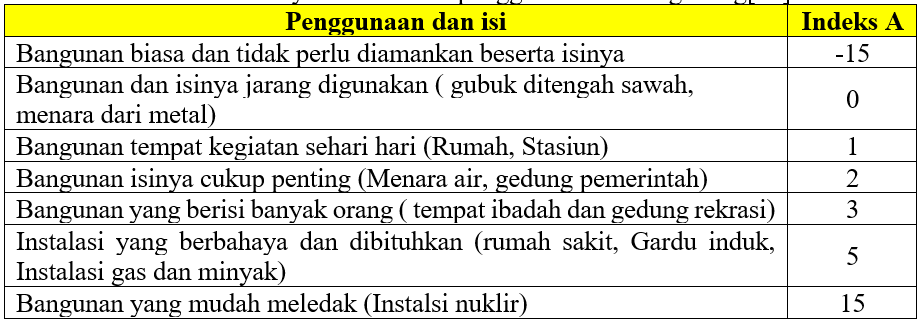 Penggunaan dan isi Indeks A
Bangunan biasa dan tidak perlu diamankan beserta isinya -15
Bangunan dan isinya jarang digunakan ( gubuk ditengah sawah,
menara dari metal) 0
Bangunan tempat kegiatan sehari hari (Rumah, Stasiun) 1
Bangunan isinya cukup penting (Menara air, gedung pemerintah) 2
Bangunan yang berisi banyak orang ( tempat ibadah dan gedung rekrasi) 3
Instalasi yang berbahaya dan dibituhkan (rumah sakit, Gardu induk,
Instalasi gas dan minyak) 5
Bangunan yang mudah meledak (Instalsi nuklir) 15